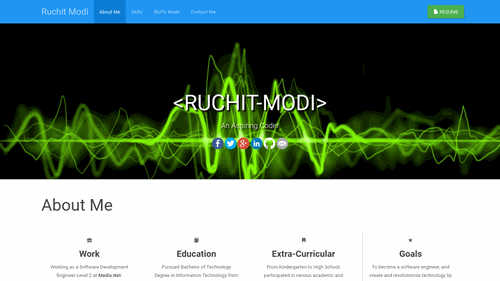 Ruchit Modi About Me Skills Stuffs Made Contact Me RESUME
<RUCHIT-MODI>
An Aspiring Coder
About Me
Work
Working as a Software Development
Engineer Level 2 at Media.Net.
Education
Pursued Bachelor of Technology
Degree in Information Technology from
Extra-Curricular
From Kindergarten to High School,
participated in various academic and
Goals
To become a software engineer, and
create and revolutionize technology by